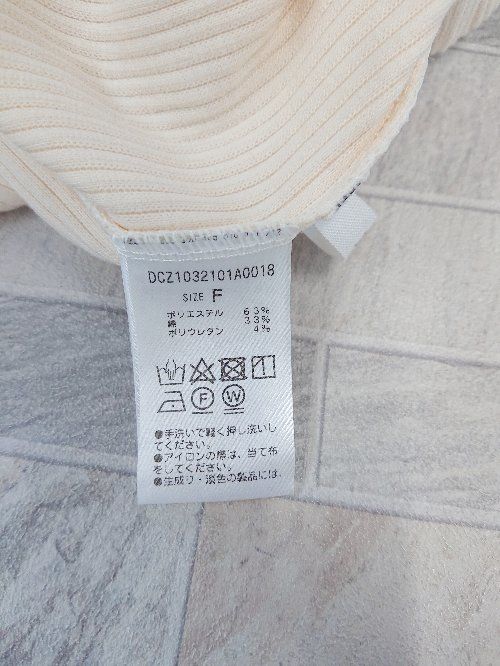 DCZ1032101A0018
SIZE F
ポリエステル 63%
綿 33%
ポリウレタン 4%
F W
●手洗いで軽く押し洗いし
てください。
●アイロンの際は、当て布
をしてください。
●生成り・淡色の製品には、